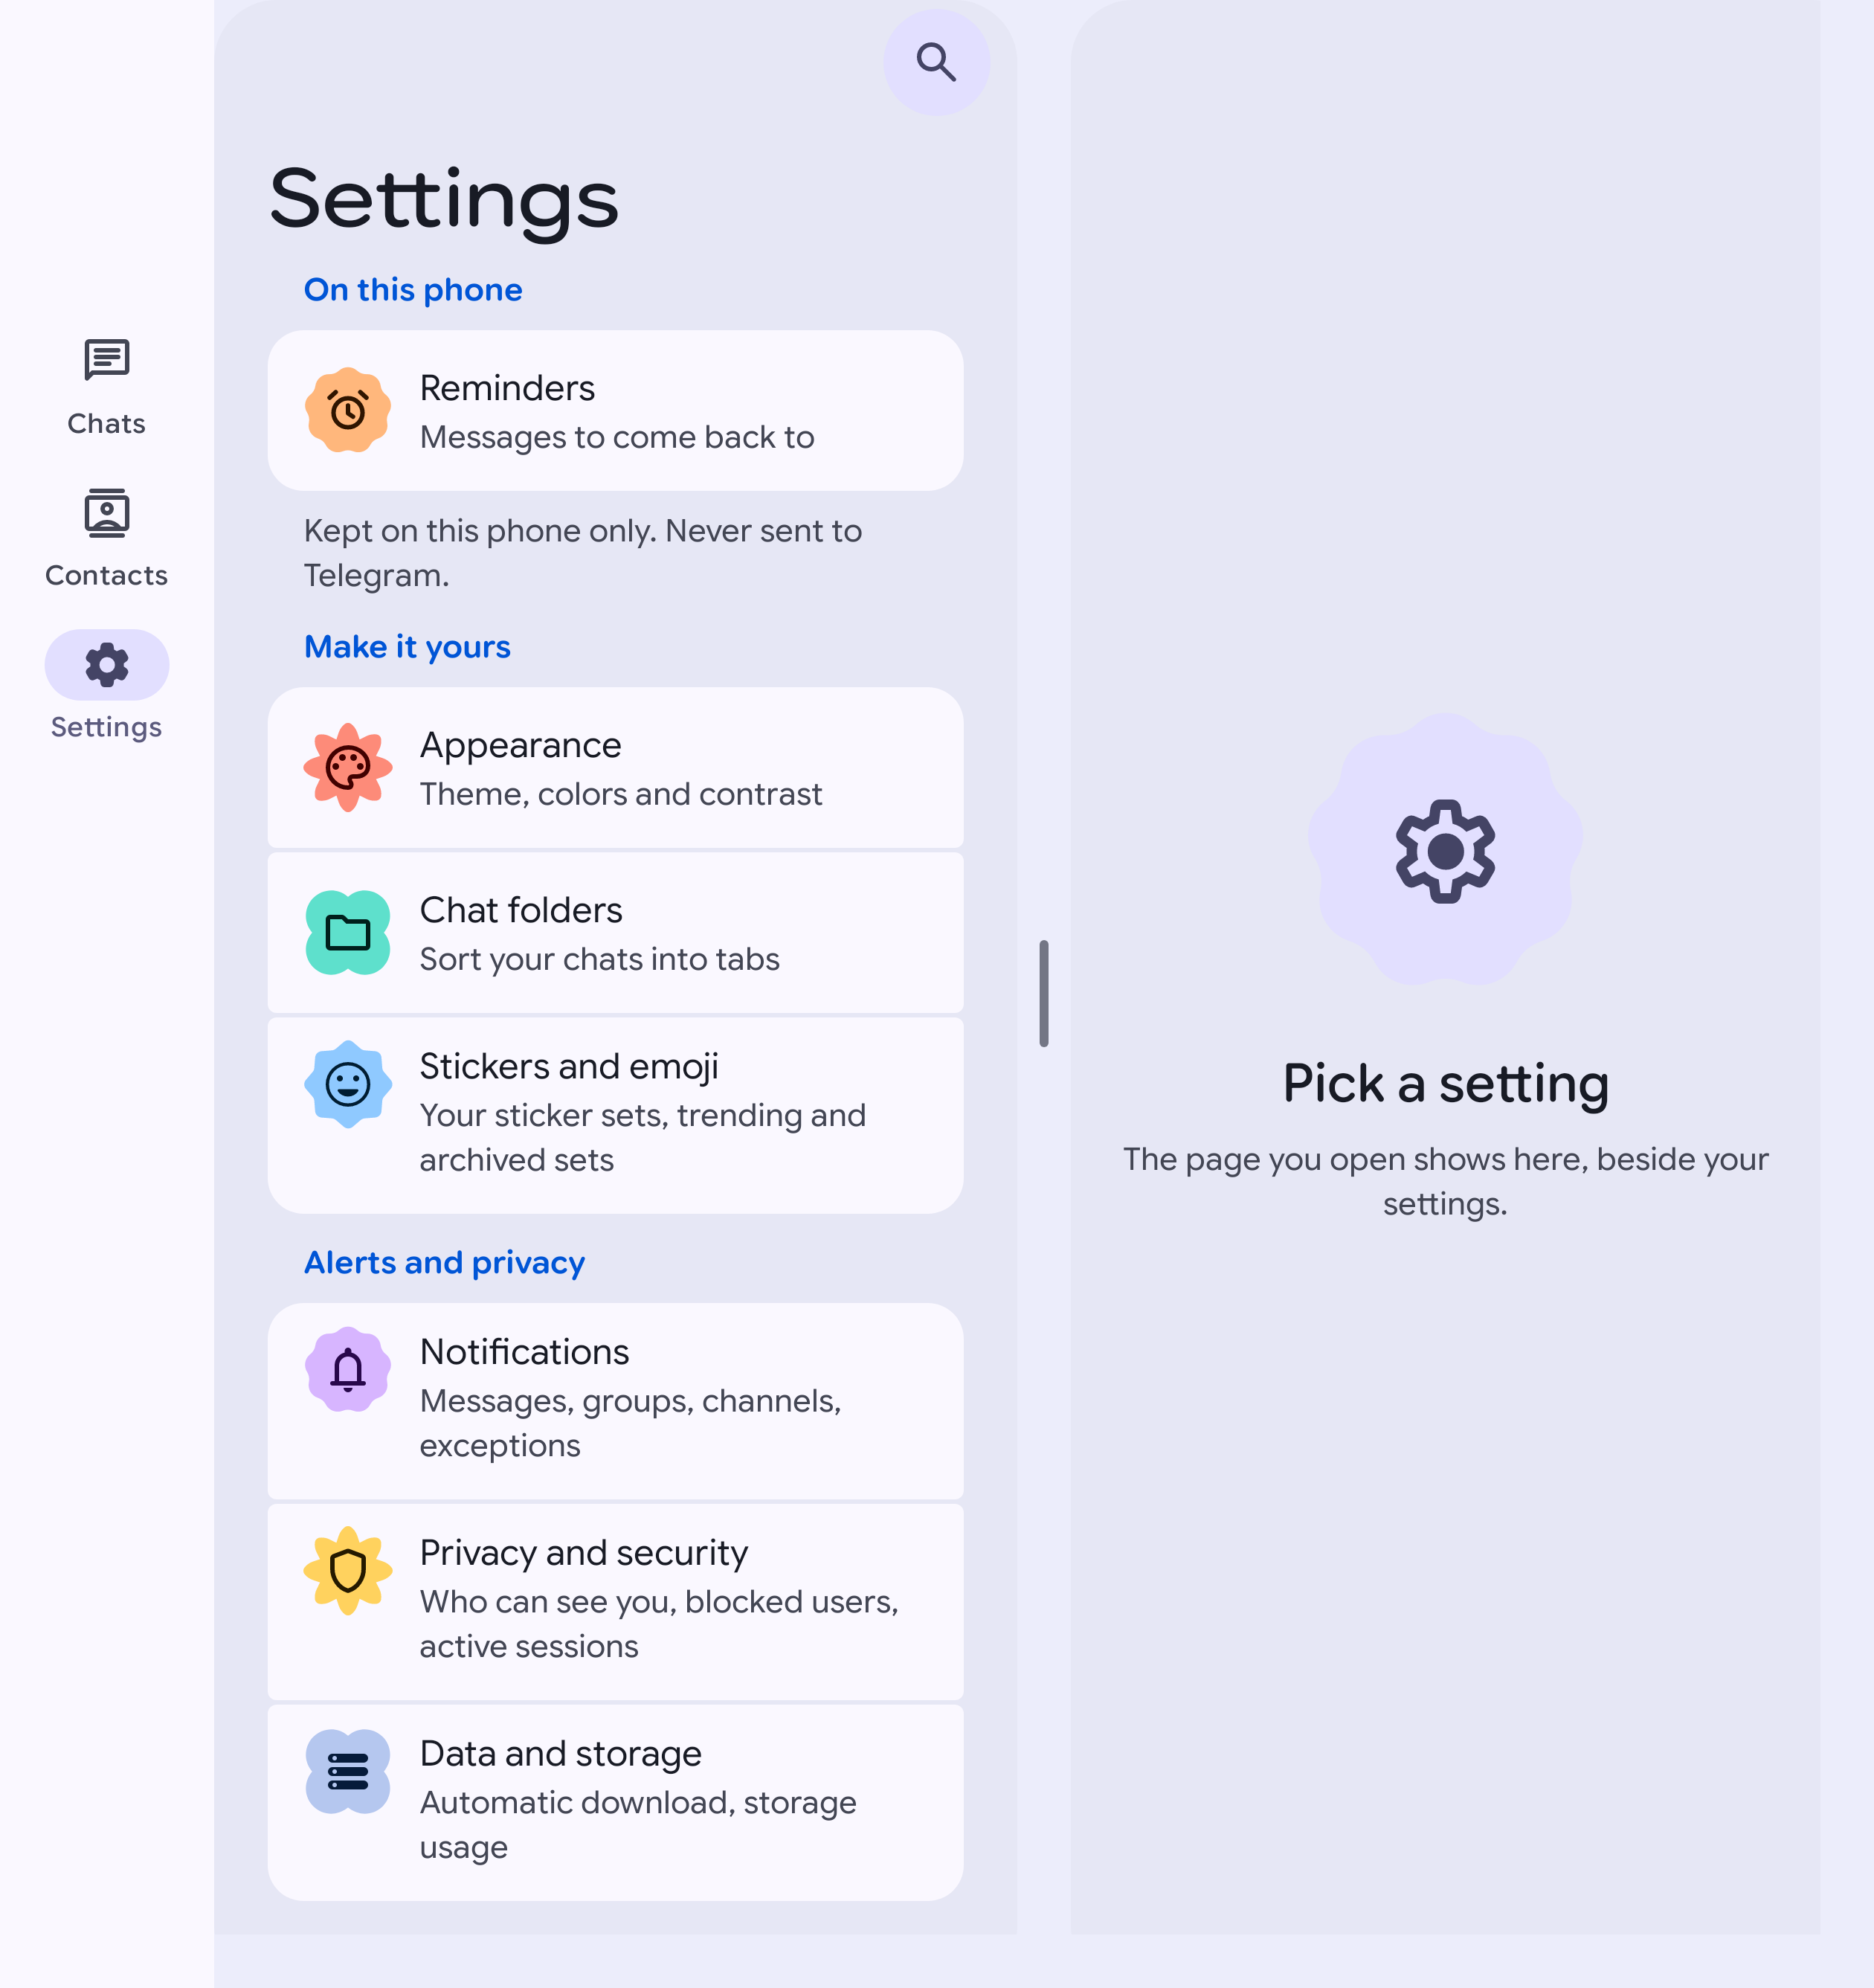 Chats
Contacts
Settings
Settings
On this phone
Reminders
Messages to come back to
Kept on this phone only. Never sent to
Telegram.
Make it yours
Appearance
Theme, colors and contrast
Chat folders
Sort your chats into tabs
Stickers and emoji
Your sticker sets, trending and
archived sets
Alerts and privacy
Notifications
Messages, groups, channels,
exceptions
Privacy and security
Who can see you, blocked users,
active sessions
Data and storage
Automatic download, storage
usage
Pick a setting
The page you open shows here, beside your
settings.